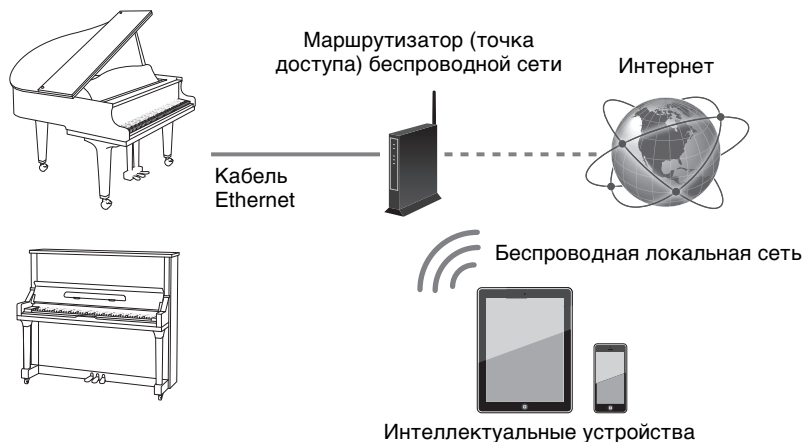 Маршрутизатор (точка
доступа) беспроводной сети
Интернет
Кабель
Ethernet
Беспроводная локальная сеть
Интеллектуальные устройства